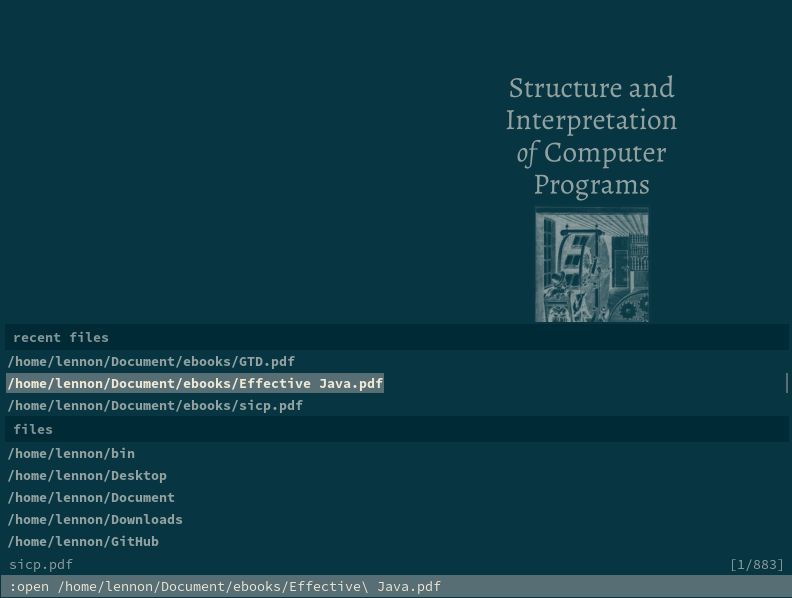 Structure and
Interpretation
of Computer
Programs
recent files
/home/lennon/Document/ebooks/GTD.pdf
/home/lennon/Document/ebooks/Effective Java.pdf
/home/lennon/Document/ebooks/sicp.pdf
files
/home/lennon/bin
/home/lennon/Desktop
/home/lennon/Document
/home/lennon/Downloads
/home/lennon/GitHub
sicp.pdf [1/883]
:open /home/lennon/Document/ebooks/Effective\ Java.pdf